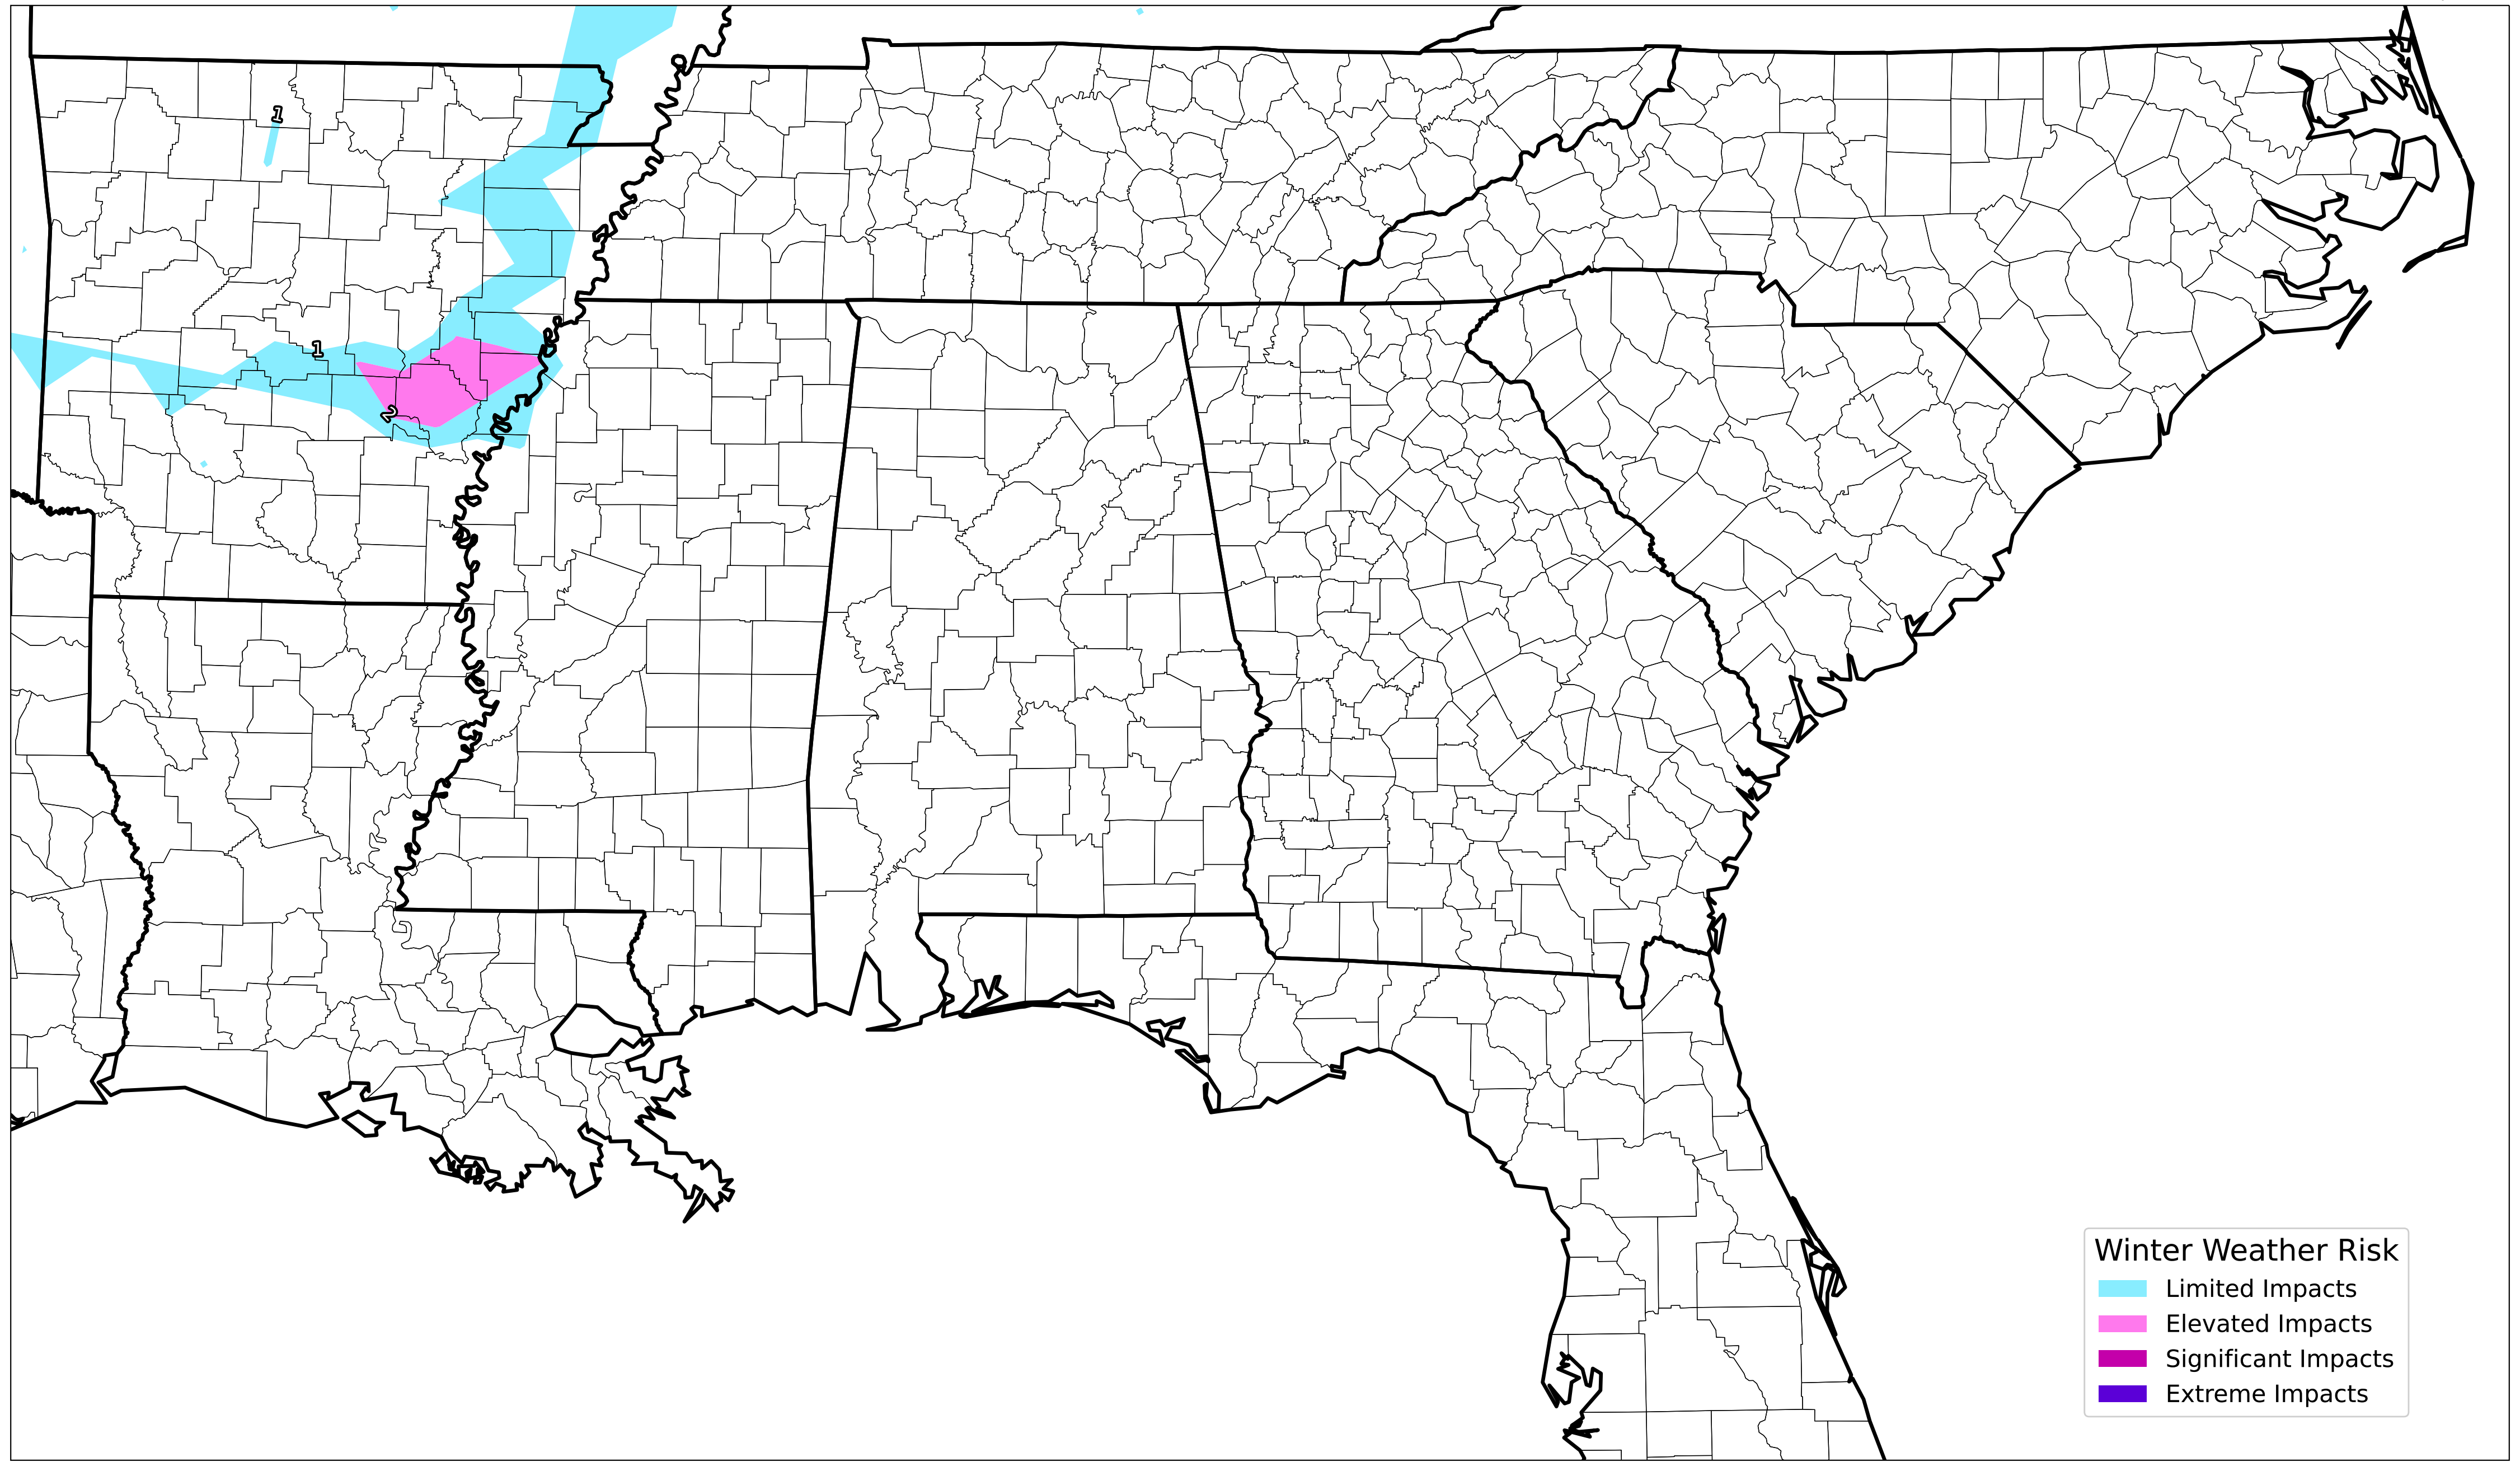 1
1
2
Winter Weather Risk
Limited Impacts
Elevated Impacts
Significant Impacts
Extreme Impacts